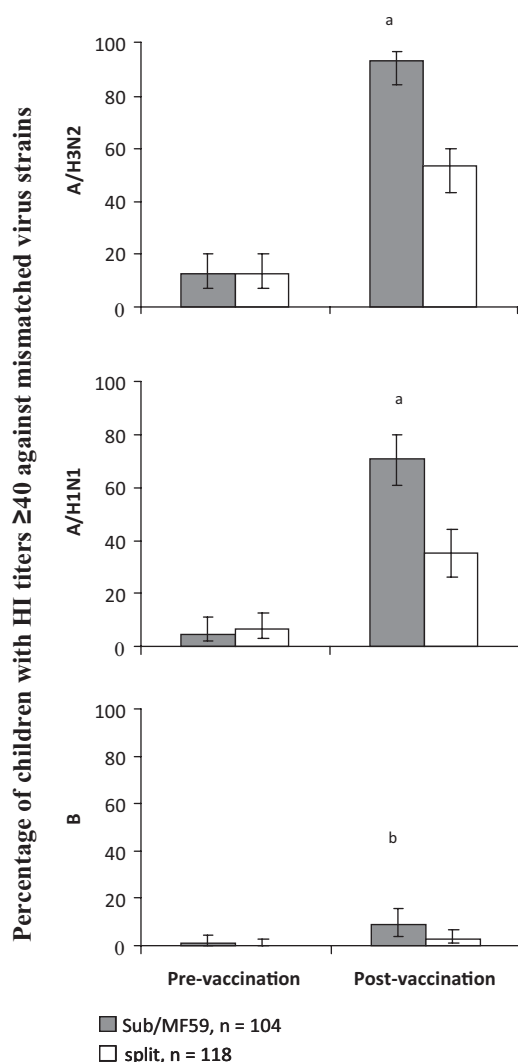 Percentage of children with HI titers ≥40 against mismatched virus strains
a
A/H3N2
100
80
60
40
20
0
a
A/H1N1
100
80
60
40
20
0
b
B
100
80
60
40
20
0
Pre-vaccination Post-vaccination
Sub/MF59, n = 104
split, n = 118